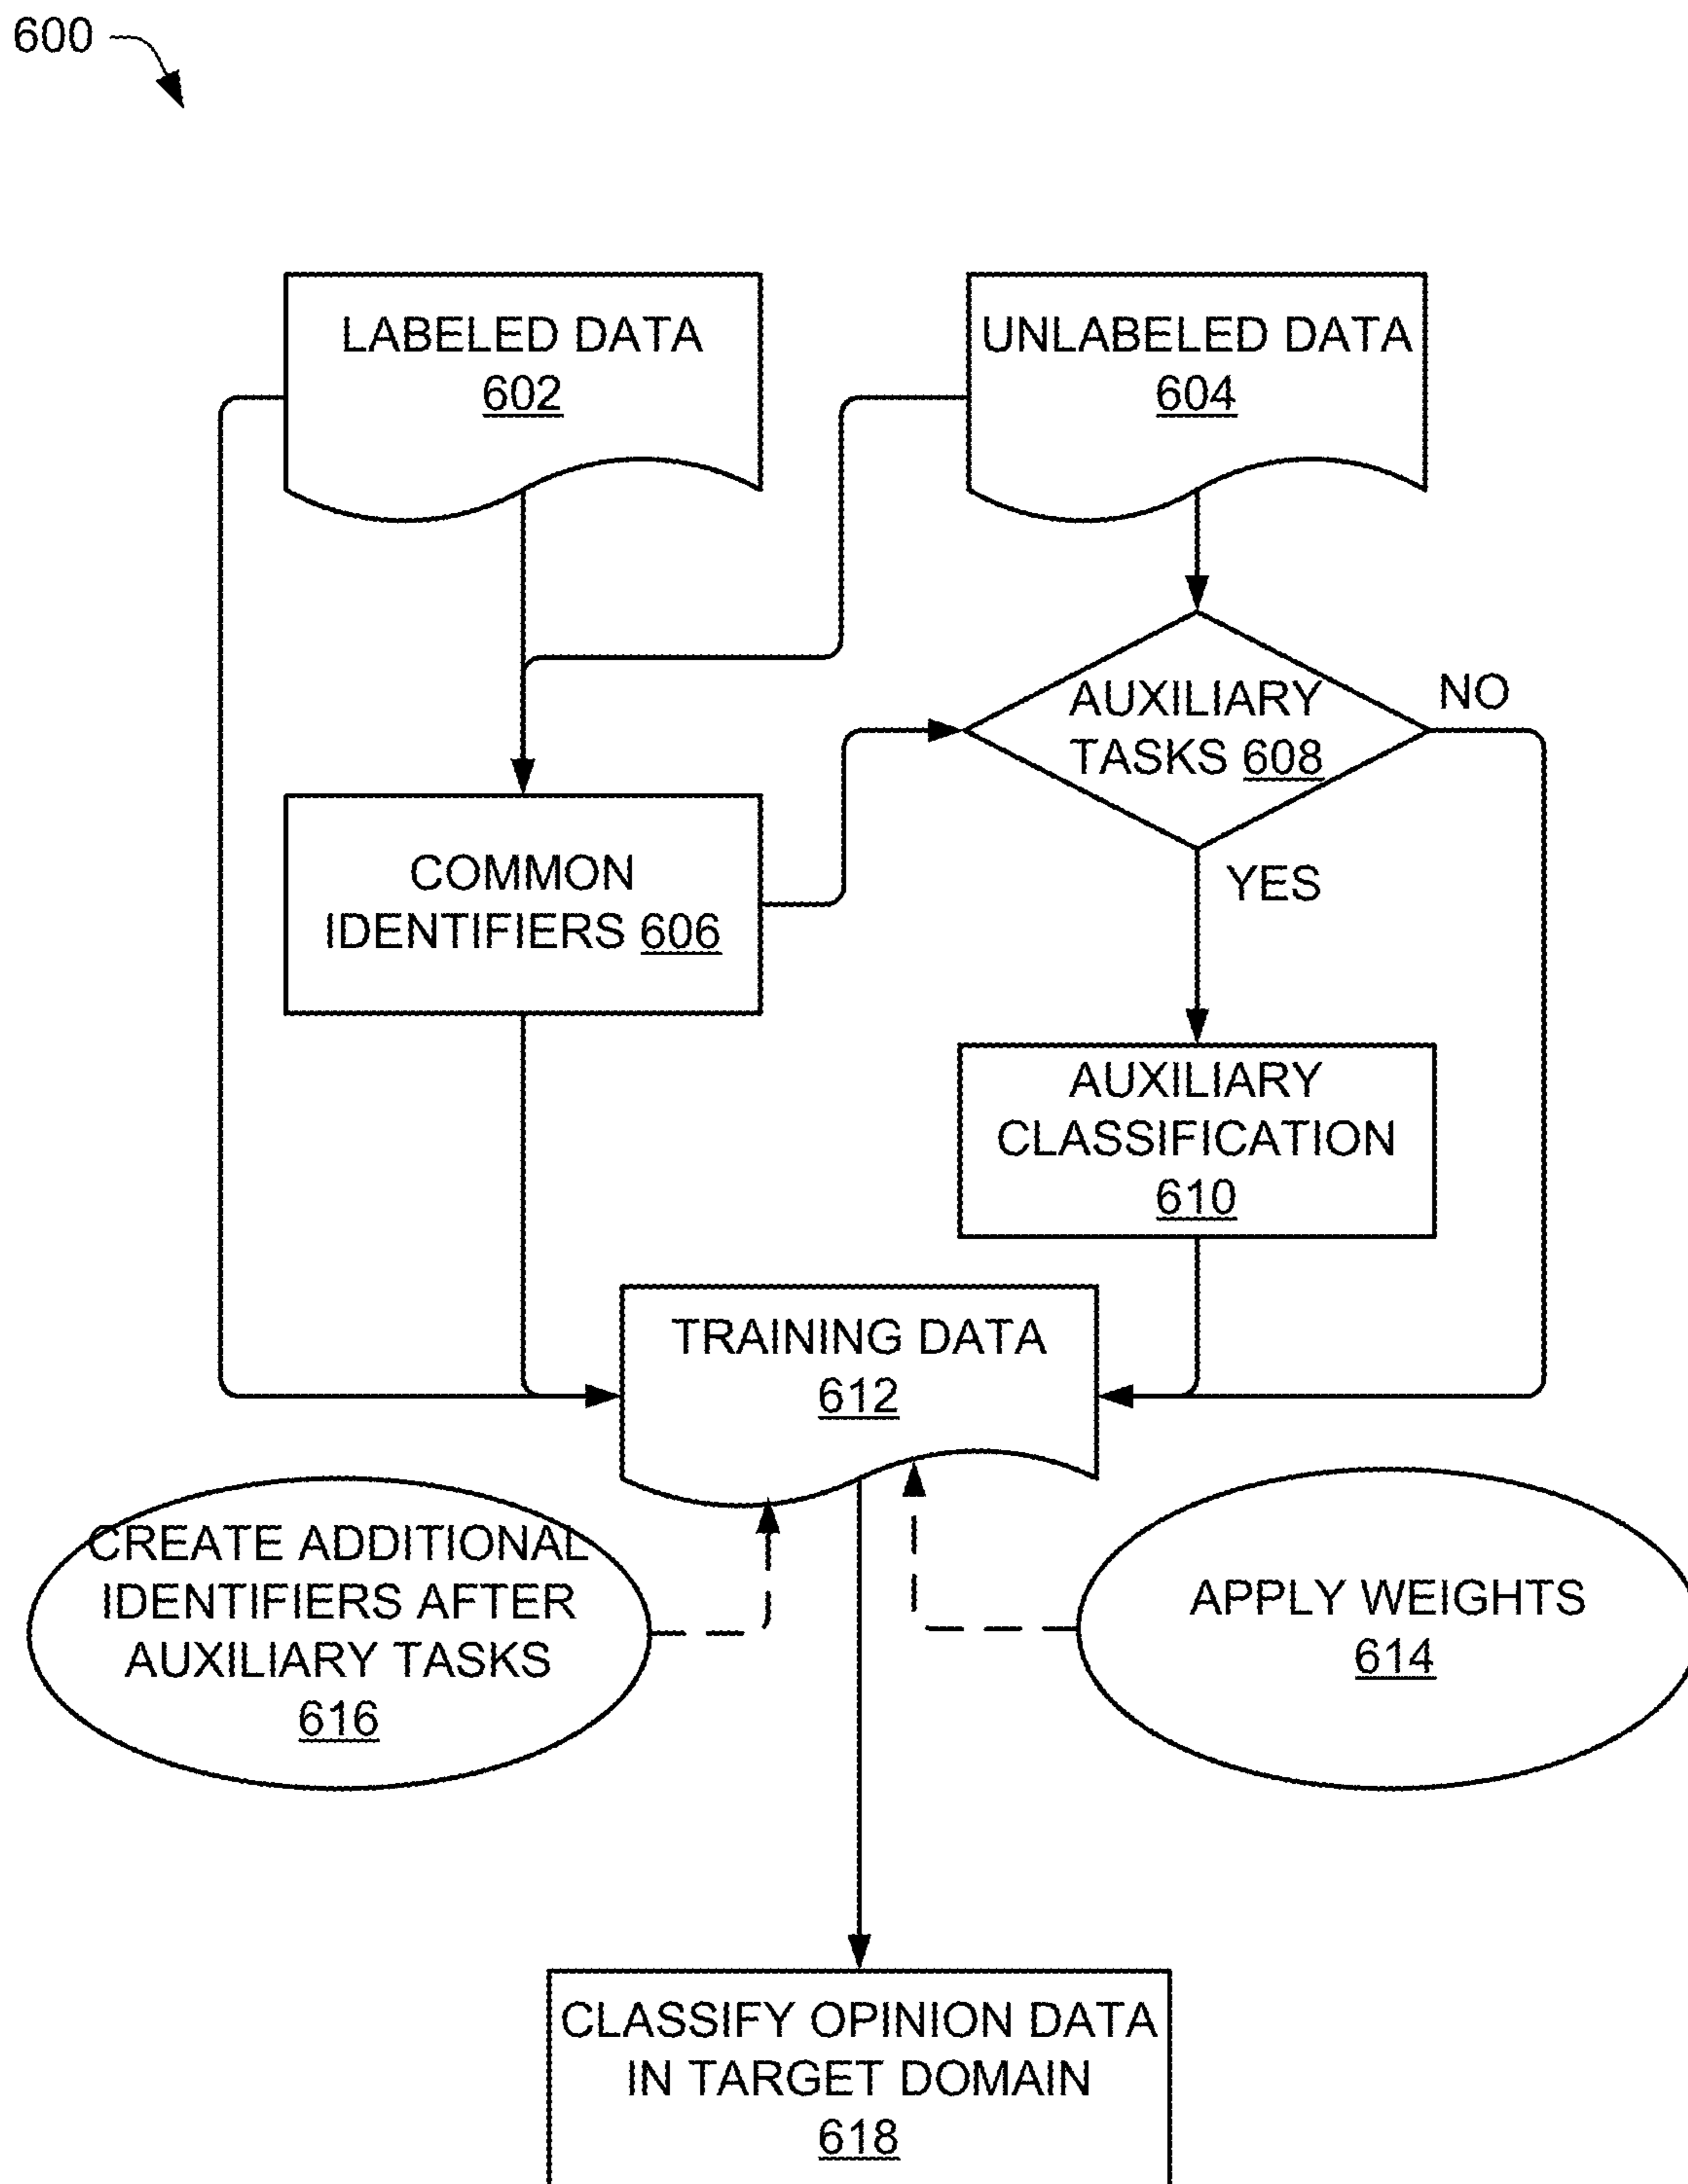 600
LABELED DATA
602
UNLABELED DATA
604
AUXILIARY
TASKS 608
NO
YES
COMMON
IDENTIFIERS 606
AUXILIARY
CLASSIFICATION
610
TRAINING DATA
612
CREATE ADDITIONAL
IDENTIFIERS AFTER
AUXILIARY TASKS
616
APPLY WEIGHTS
614
CLASSIFY OPINION DATA
IN TARGET DOMAIN
618